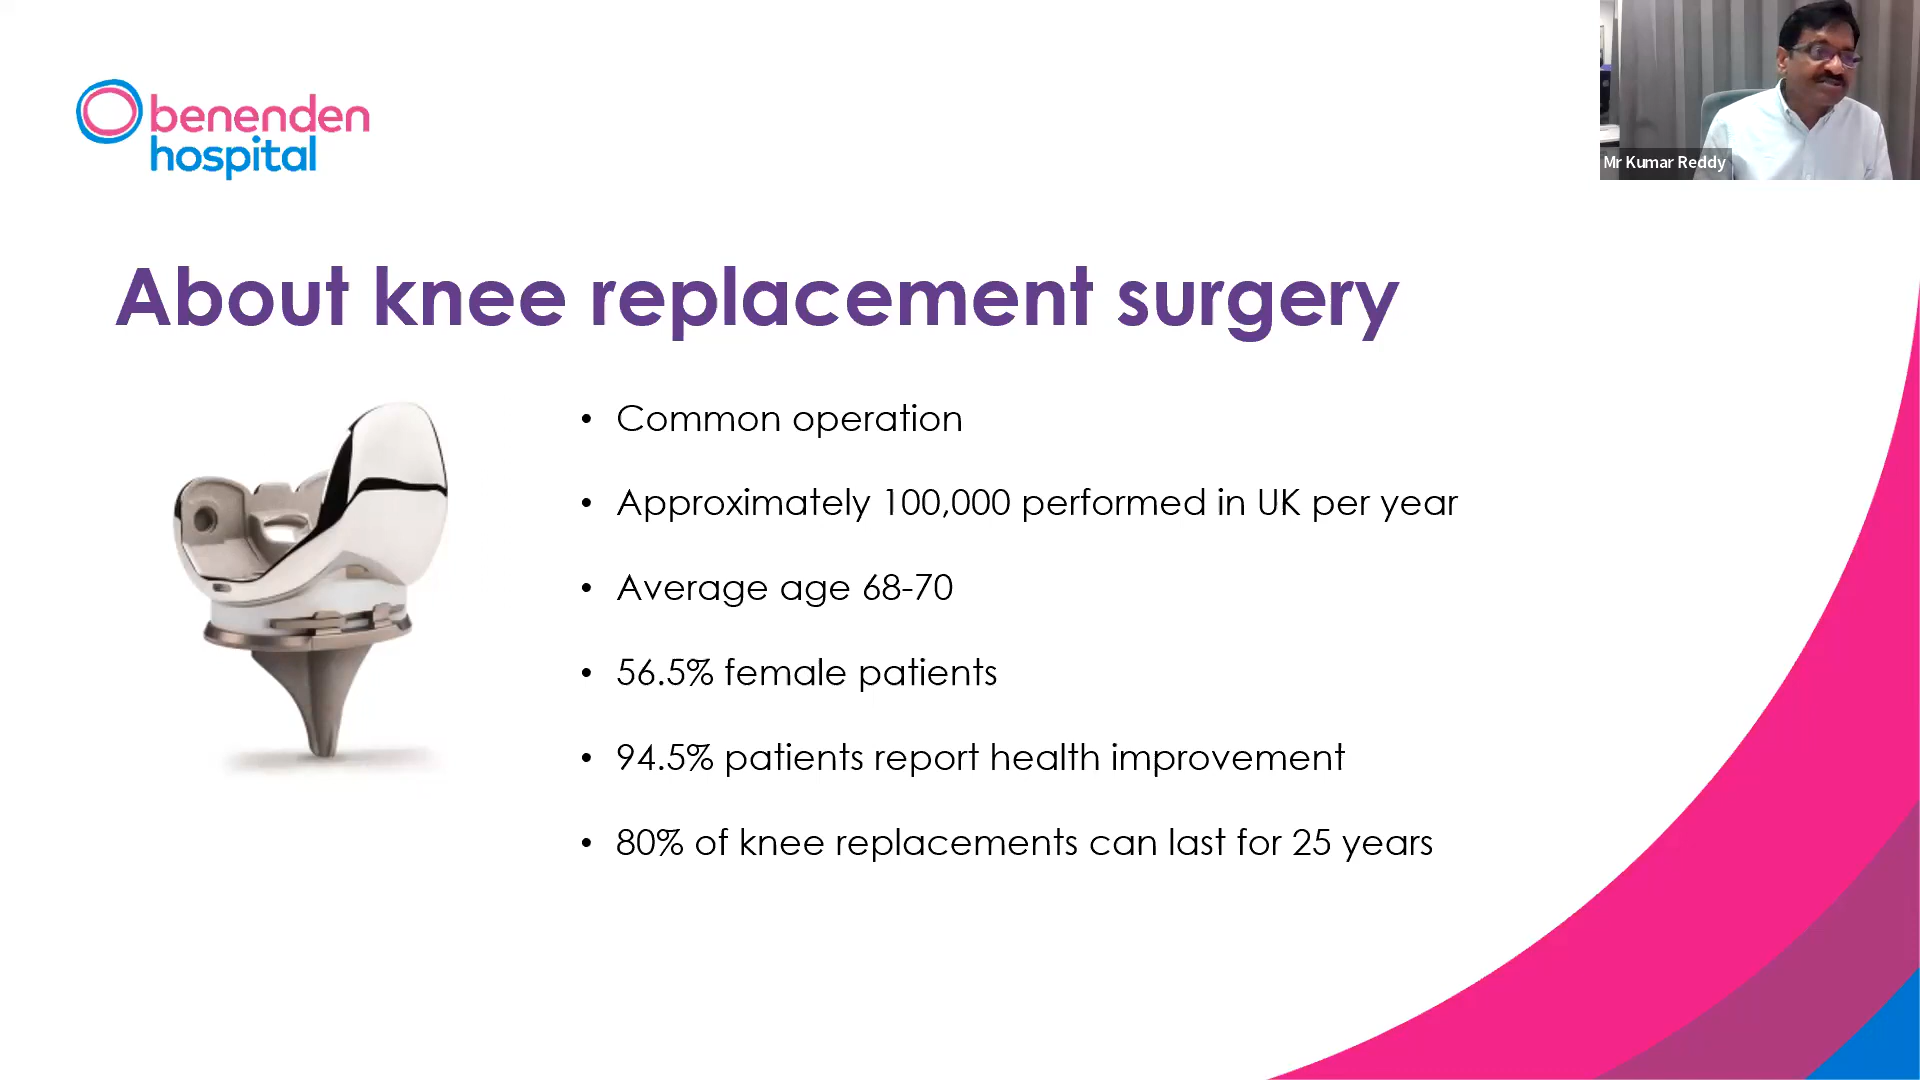 benenden
hospital
Mr Kumar Reddy
About knee replacement surgery
• Common operation
• Approximately 100,000 performed in UK per year
• Average age 68-70
• 56.5% female patients
• 94.5% patients report health improvement
• 80% of knee replacements can last for 25 years